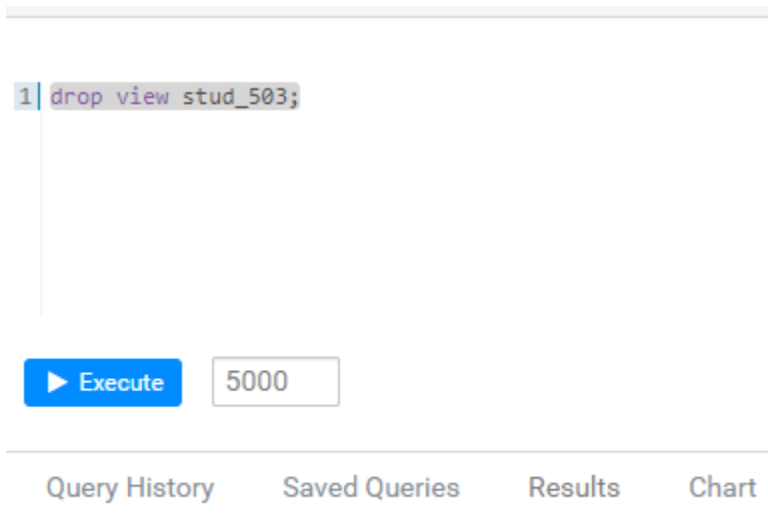 1 drop view stud_503;
Execute 5000
Query History Saved Queries Results Chart